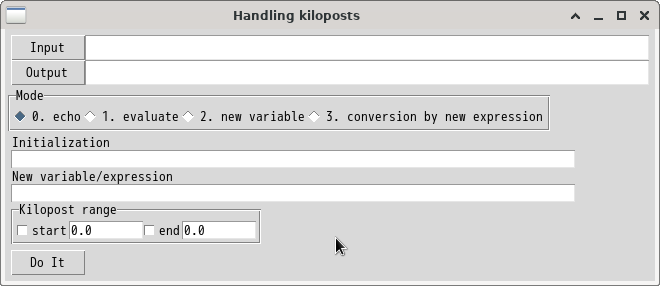 Handling kiloposts
Input
Output
Mode
0. echo 1. evaluate 2. new variable 3. conversion by new expression
Initialization
New variable/expression
Kilopost range
start 0.0 end 0.0
Do It